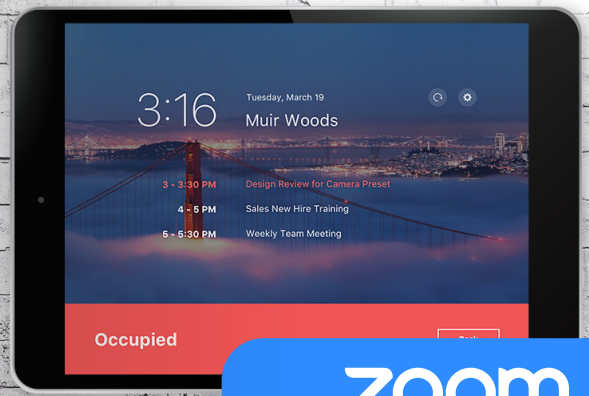 Tuesday, March 19
3:16
Muir Woods
3 - 3:30 PM Design Review for Camera Preset
4 - 5 PM Sales New Hire Training
5 - 5:30 PM Weekly Team Meeting
Occupied
zoom